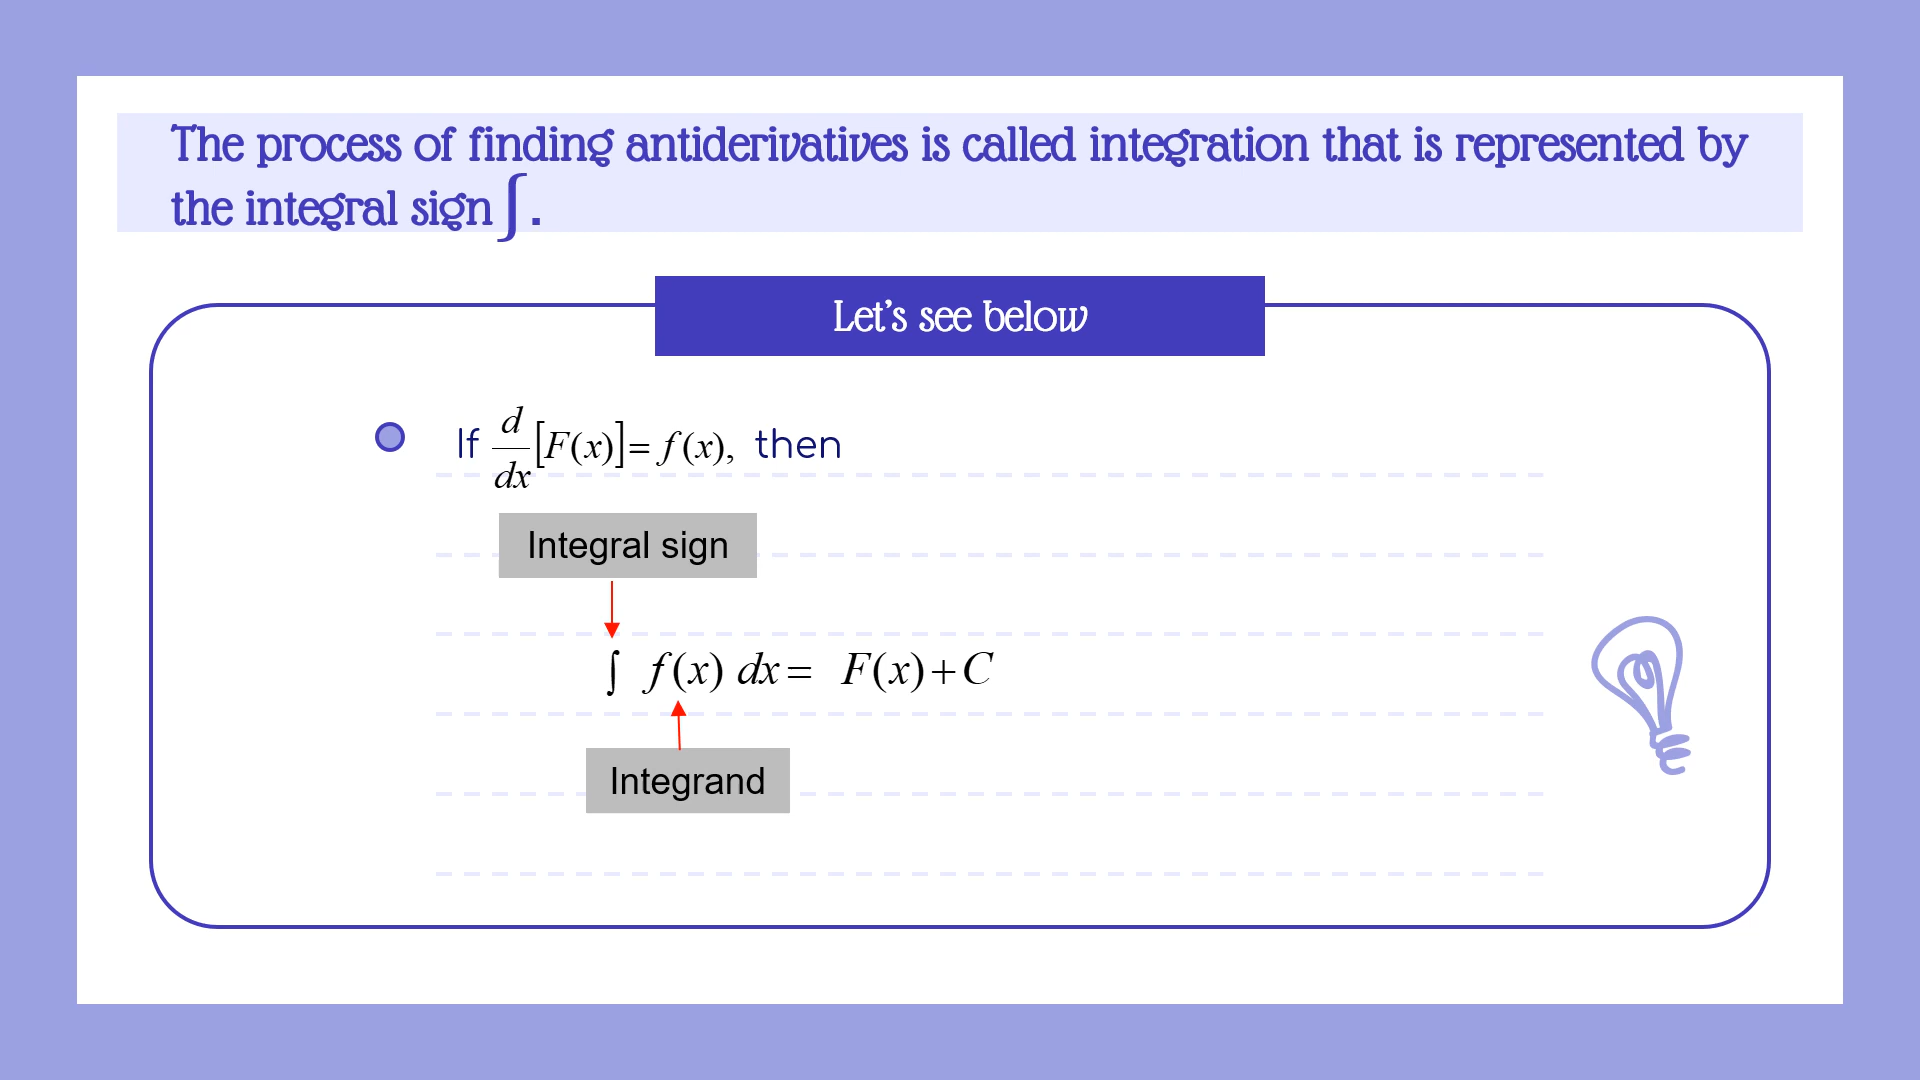 The process of finding antiderivatives is called integration that is represented by
the integral sign ∫.
Let's see below
If d/dx [F(x)] = f(x), then
Integral sign
∫ f(x) dx = F(x) + C
Integrand